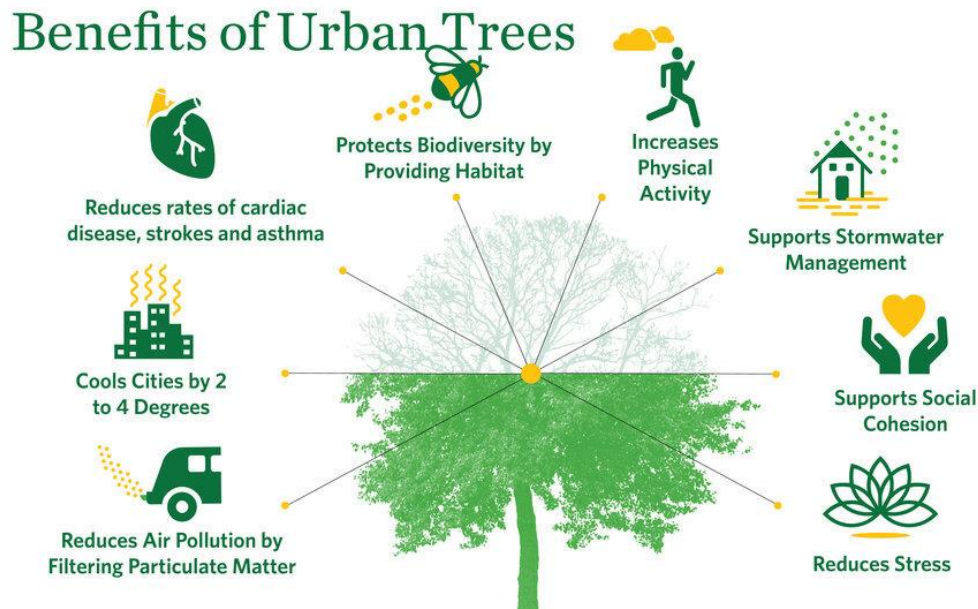 Benefits of Urban Trees
Reduces rates of cardiac
disease, strokes and asthma
Protects Biodiversity by
Providing Habitat
Increases
Physical
Activity
Supports Stormwater
Management
Cools Cities by 2
to 4 Degrees
Supports Social
Cohesion
Reduces Air Pollution by
Filtering Particulate Matter
Reduces Stress